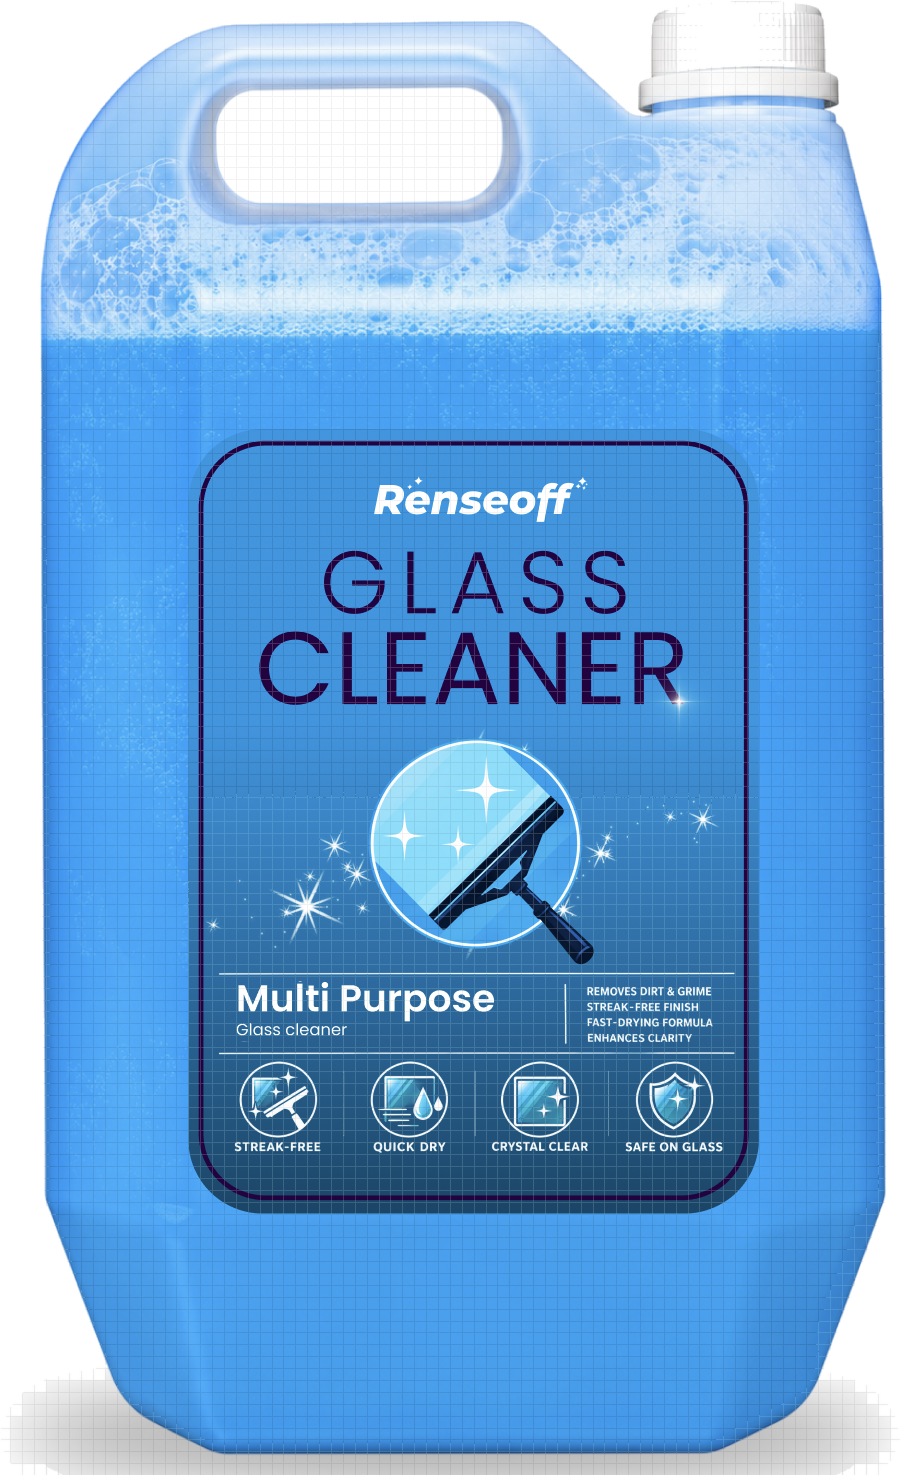 Renseoff
GLASS
CLEANER
Multi Purpose
Glass cleaner
REMOVES DIRT & GRIME
STREAK-FREE FINISH
FAST-DRYING FORMULA
ENHANCES CLARITY
STREAK-FREE
QUICK DRY
CRYSTAL CLEAR
SAFE ON GLASS